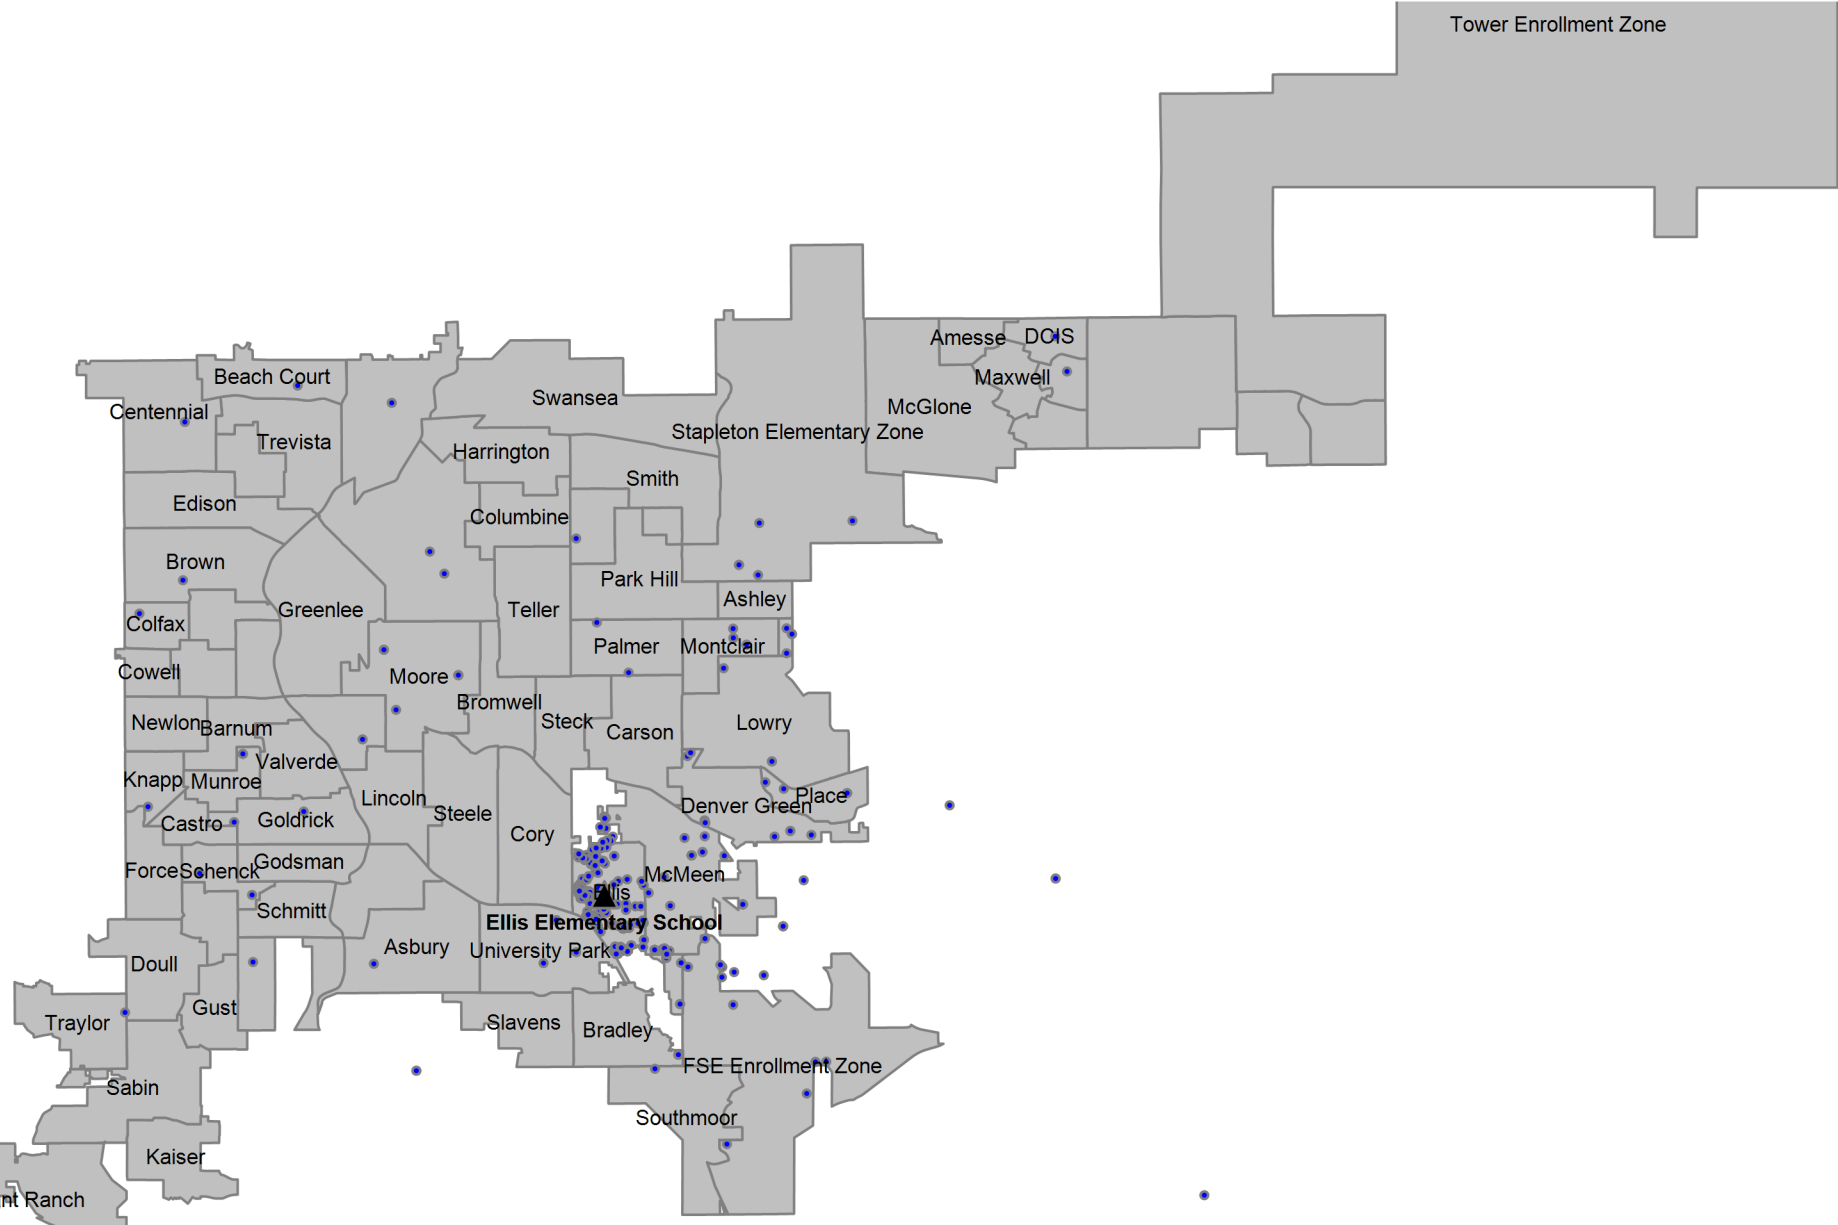 Tower Enrollment Zone
Amesse
DCIS
Beach Court
Maxwell
Swansea
McGlone
Centennial
Stapleton Elementary Zone
Trevista
Harrington
Smith
Edison
Columbine
Brown
Park Hill
Ashley
Greenlee
Teller
Colfax
Palmer
Montclair
Cowell
Moore
Bromwell
Newlon
Barnum
Steck
Carson
Lowry
Valverde
Knapp
Munroe
Lincoln
Place
Denver Green
Steele
Castro
Goldrick
Cory
Godsman
Force
Schenck
McMeen
Ellis
Schmitt
Ellis Elementary School
Asbury
University Park
Doull
Gust
Traylor
Slavens
Bradley
FSE Enrollment Zone
Sabin
Southmoor
Kaiser
nt Ranch